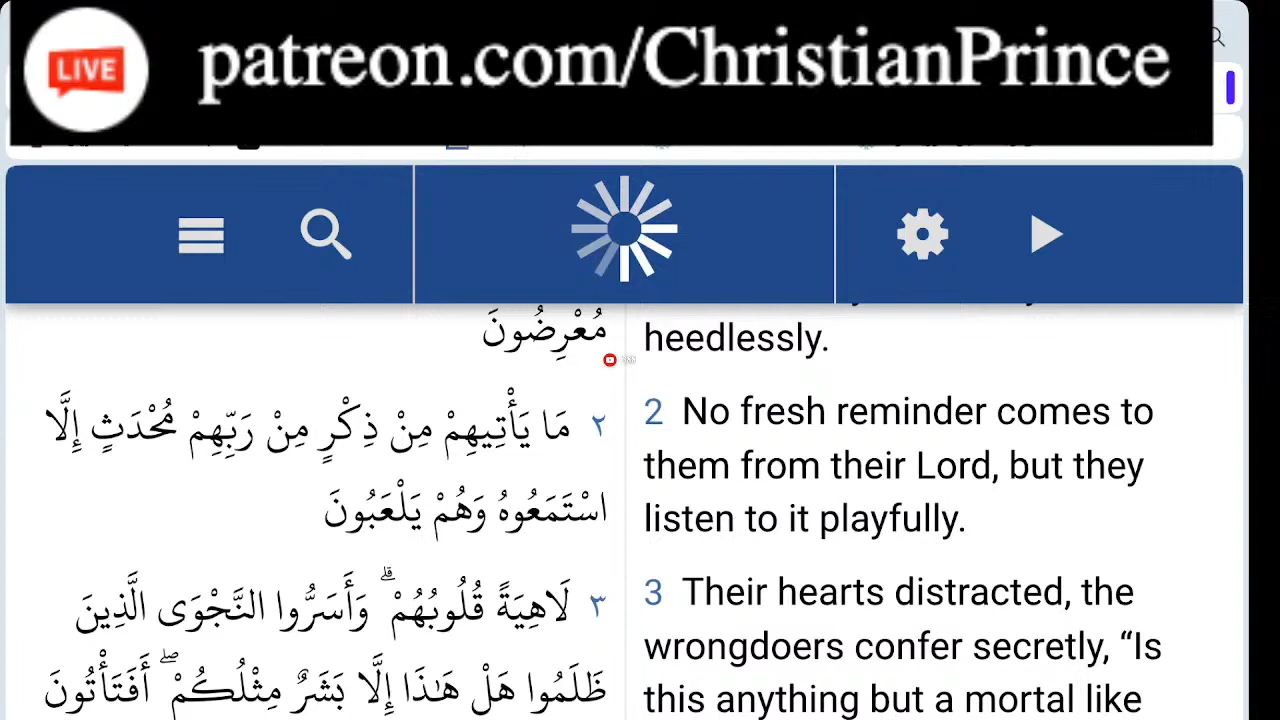 LIVE
patreon.com/ChristianPrince
مُعْرِضُونَ
heedlessly.
٢ مَا يَأْتِيهِمْ مِنْ ذِكْرٍ مِنْ رَبِّهِمْ مُحْدَثٍ إِلَّا
اسْتَمَعُوهُ وَهُمْ يَلْعَبُونَ
2 No fresh reminder comes to
them from their Lord, but they
listen to it playfully.
٣ لَاهِيَةً قُلُوبُهُمْ ۗ وَأَسَرُّوا النَّجْوَى الَّذِينَ
ظَلَمُوا هَلْ هَٰذَا إِلَّا بَشَرٌ مِثْلُكُمْ ۖ أَفَتَأْتُونَ
3 Their hearts distracted, the
wrongdoers confer secretly, “Is
this anything but a mortal like